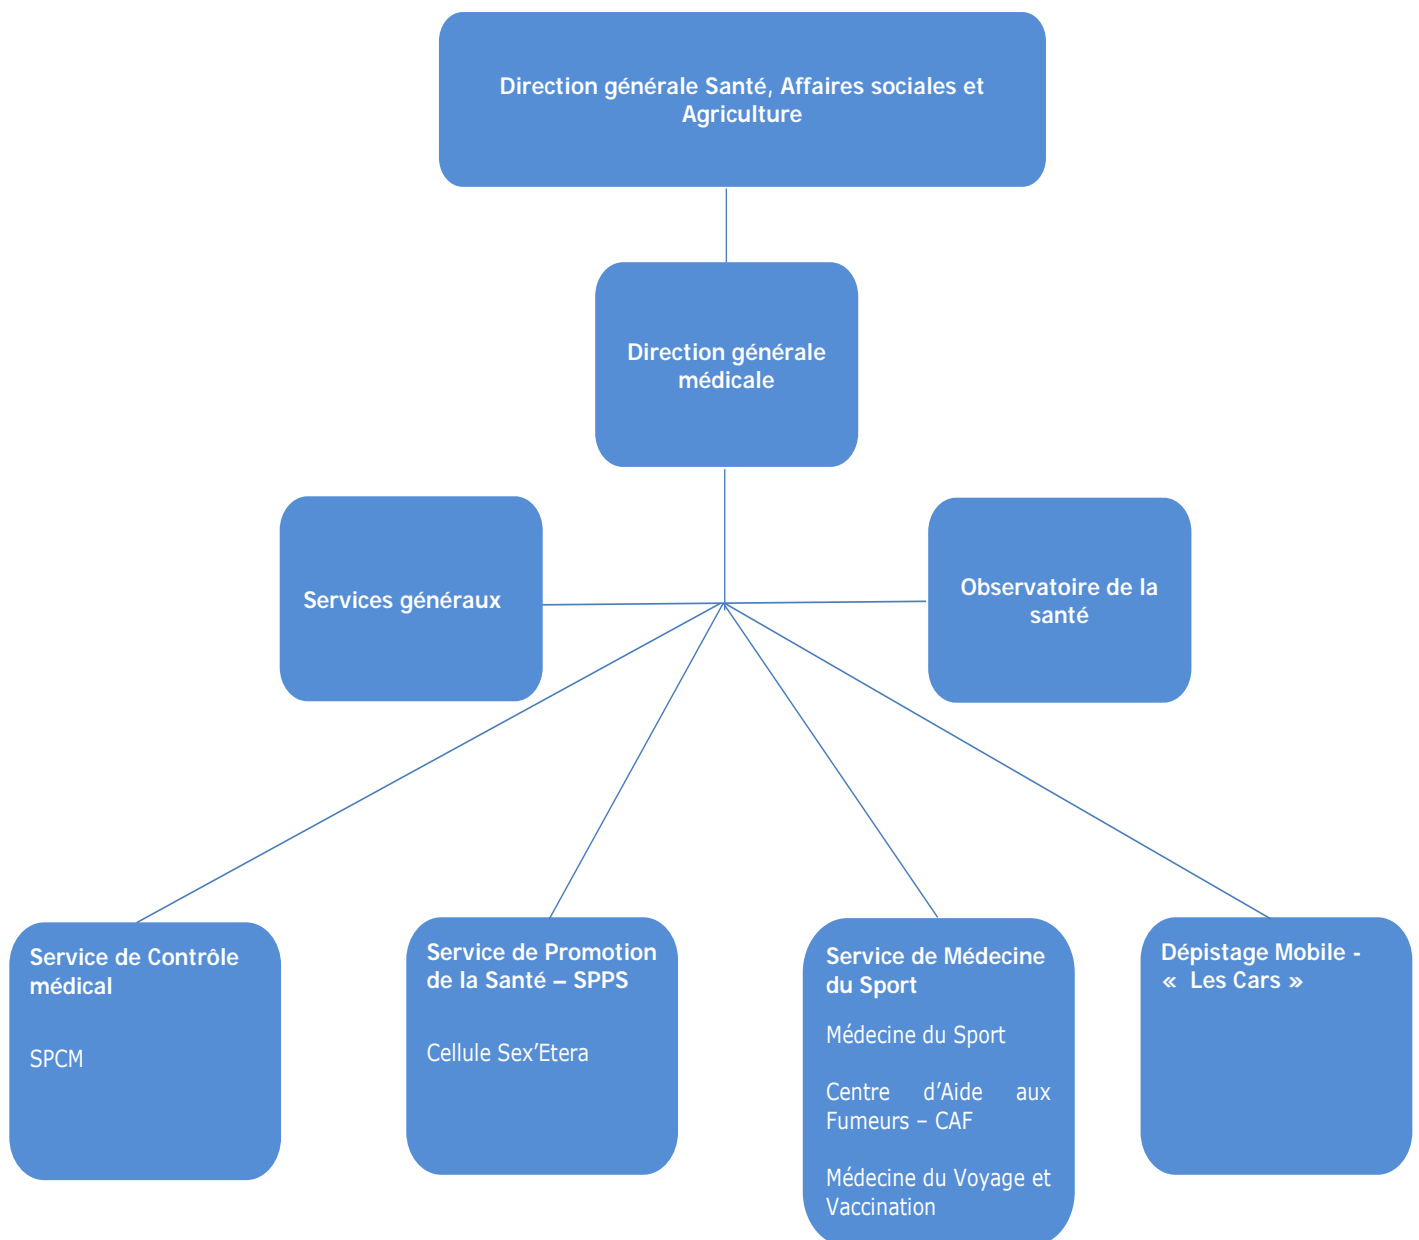 Direction générale Santé, Affaires sociales et
Agriculture
Direction générale
médicale
Services généraux
Observatoire de la
santé
Service de Contrôle
médical
SPCM
Service de Promotion
de la Santé – SPPS
Cellule Sex’Etera
Service de Médecine
du Sport
Médecine du Sport
Centre d’Aide aux
Fumeurs – CAF
Médecine du Voyage et
Vaccination
Dépistage Mobile -
« Les Cars »